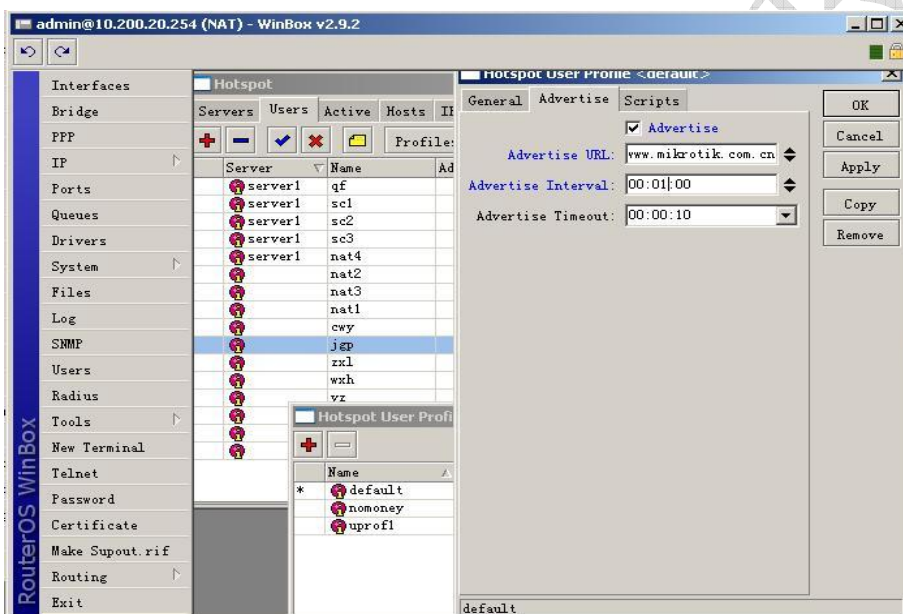 admin@10.200.20.254 (NAT) - WinBox v2.9.2
RouterOS WinBox
Interfaces
Bridge
PPP
IP
Ports
Queues
Drivers
System
Files
Log
SNMP
Users
Radius
Tools
New Terminal
Telnet
Password
Certificate
Make Supout.rif
Routing
Exit
Hotspot
Servers Users Active Hosts
Server Name
server1 qf
server1 sc1
server1 sc2
server1 sc3
server1 nat4
nat2
nat3
nat1
cwy
jgp
zxl
wxh
Hotspot User
Name
* default
nomoney
uprof1
Hotspot User Profile <default>
General Advertise Scripts
Advertise
Advertise URL: www.mikrotik.com.cn
Advertise Interval: 00:01:00
Advertise Timeout: 00:00:10
OK
Cancel
Apply
Copy
Remove
default